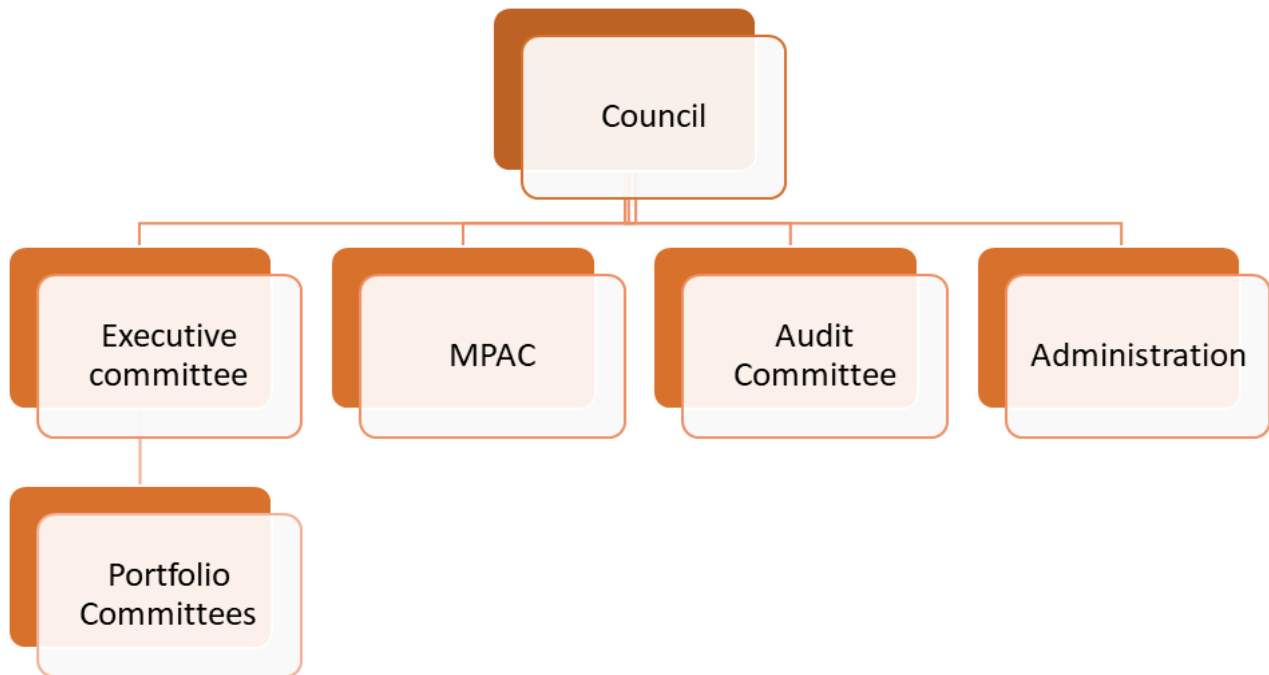 Council
Executive
committee
MPAC
Audit
Committee
Administration
Portfolio
Committees